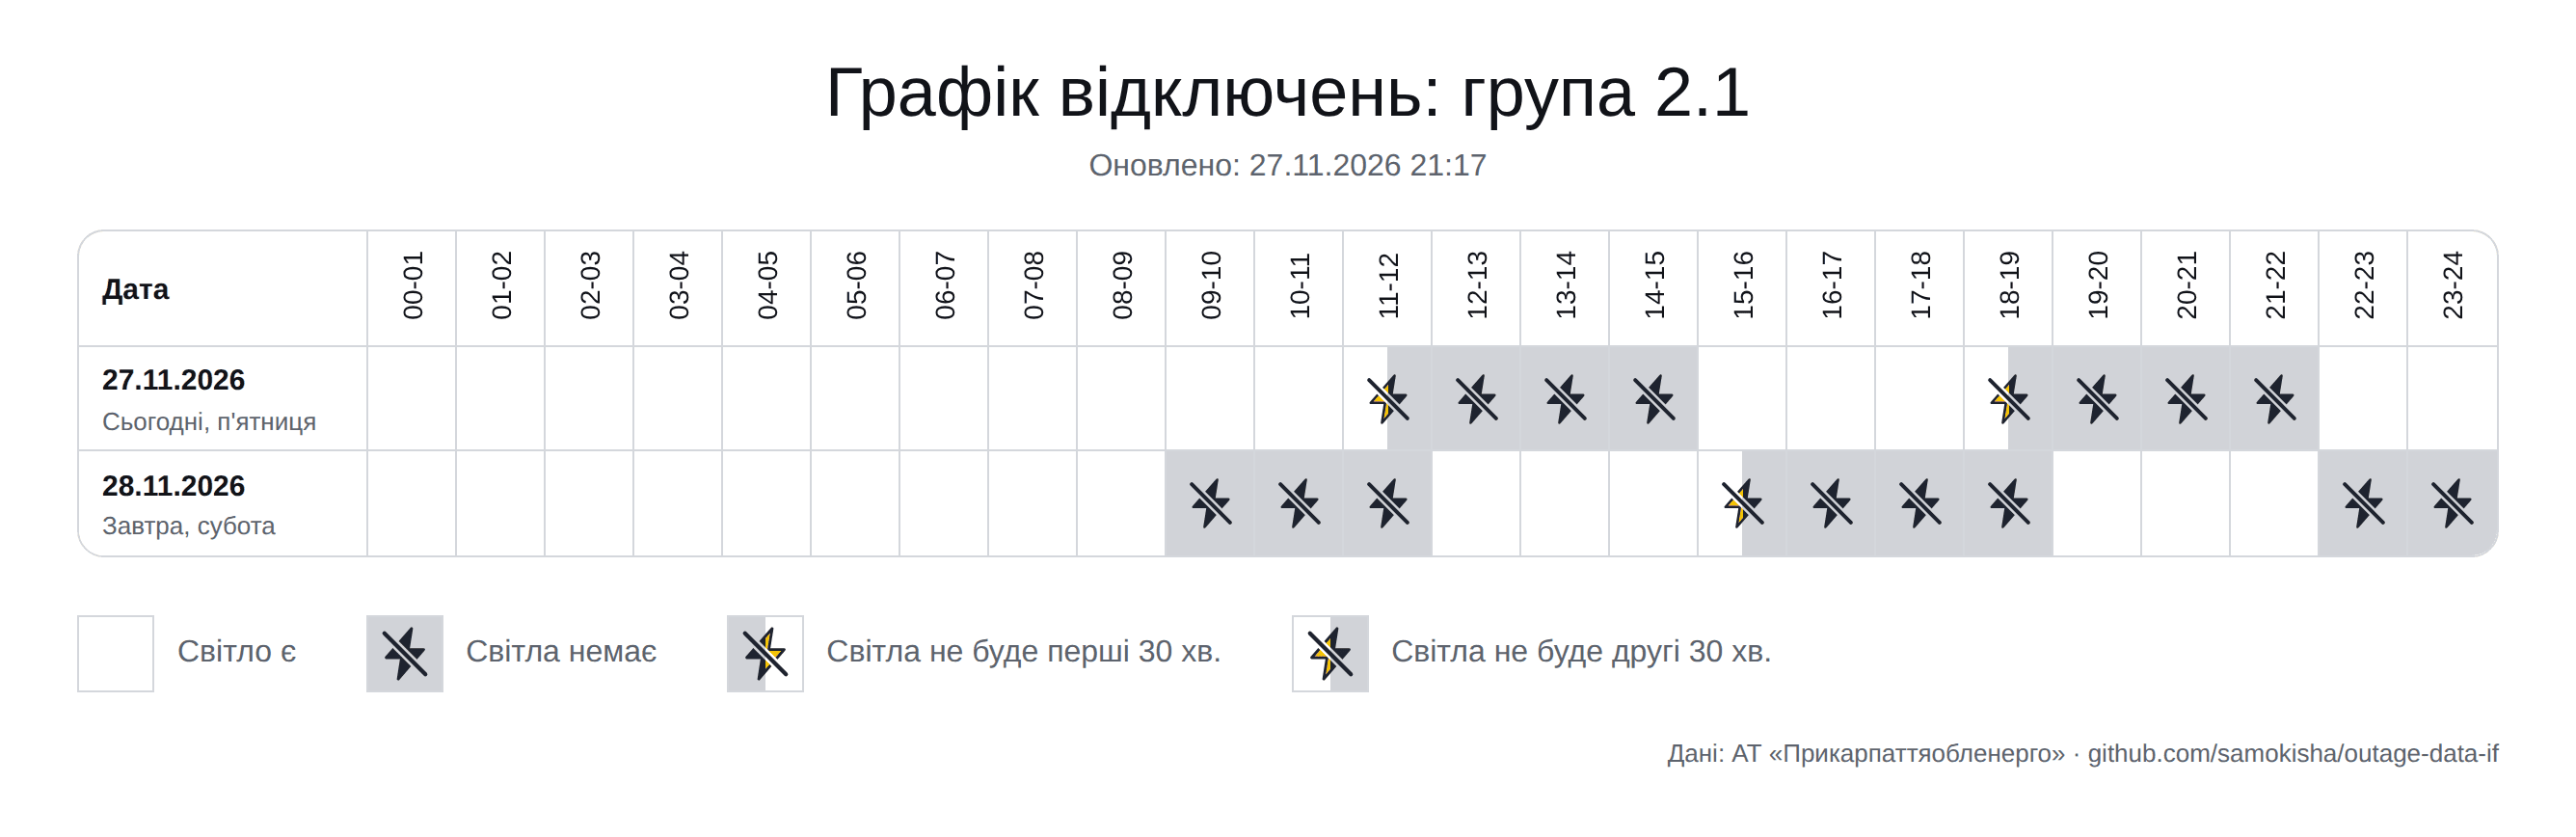 Графік відключень: група 2.1
Оновлено: 27.11.2026 21:17
Дата 00-01 01-02 02-03 03-04 04-05 05-06 06-07 07-08 08-09 09-10 10-11 11-12 12-13 13-14 14-15 15-16 16-17 17-18 18-19 19-20 20-21 21-22 22-23 23-24
27.11.2026
Сьогодні, п'ятниця
28.11.2026
Завтра, субота
Світло є Світла немає Світла не буде перші 30 хв. Світла не буде другі 30 хв.
Дані: АТ «Прикарпаттяобленерго» · github.com/samokisha/outage-data-if